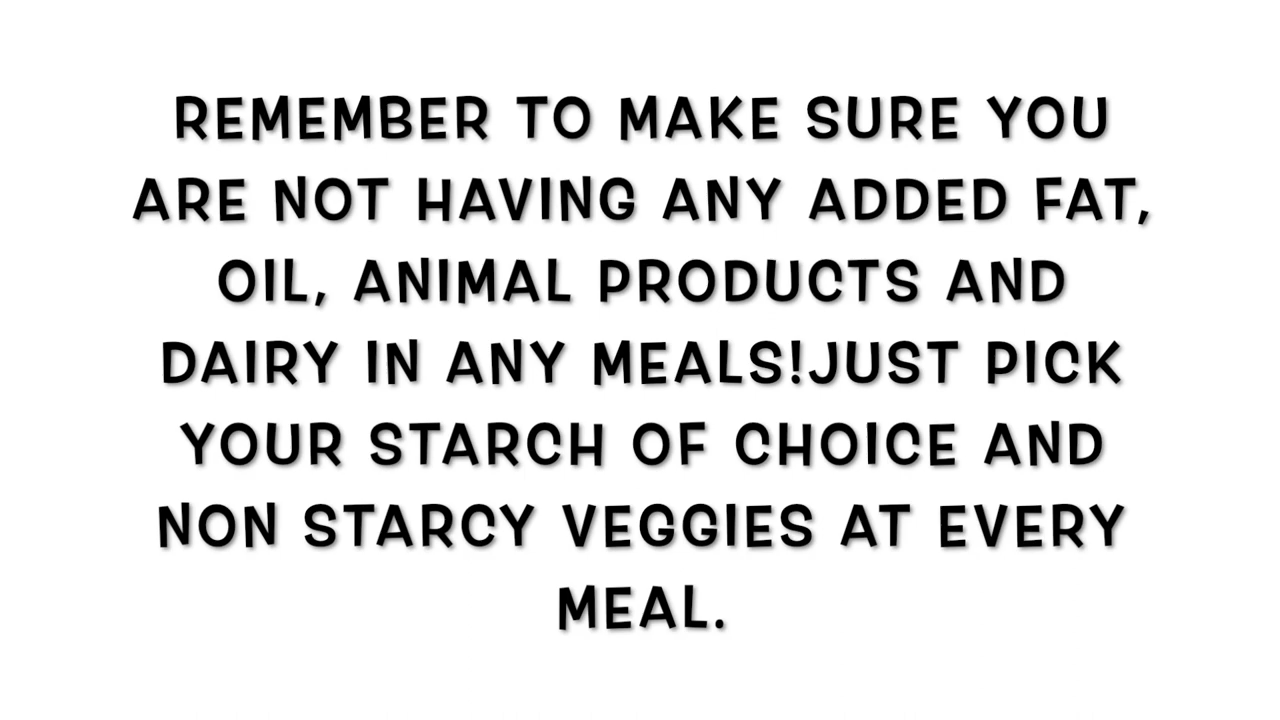 REMEMBER TO MAKE SURE YOU
ARE NOT HAVING ANY ADDED FAT,
OIL, ANIMAL PRODUCTS AND
DAIRY IN ANY MEALS!JUST PICK
YOUR STARCH OF CHOICE AND
NON STARCY VEGGIES AT EVERY
MEAL.